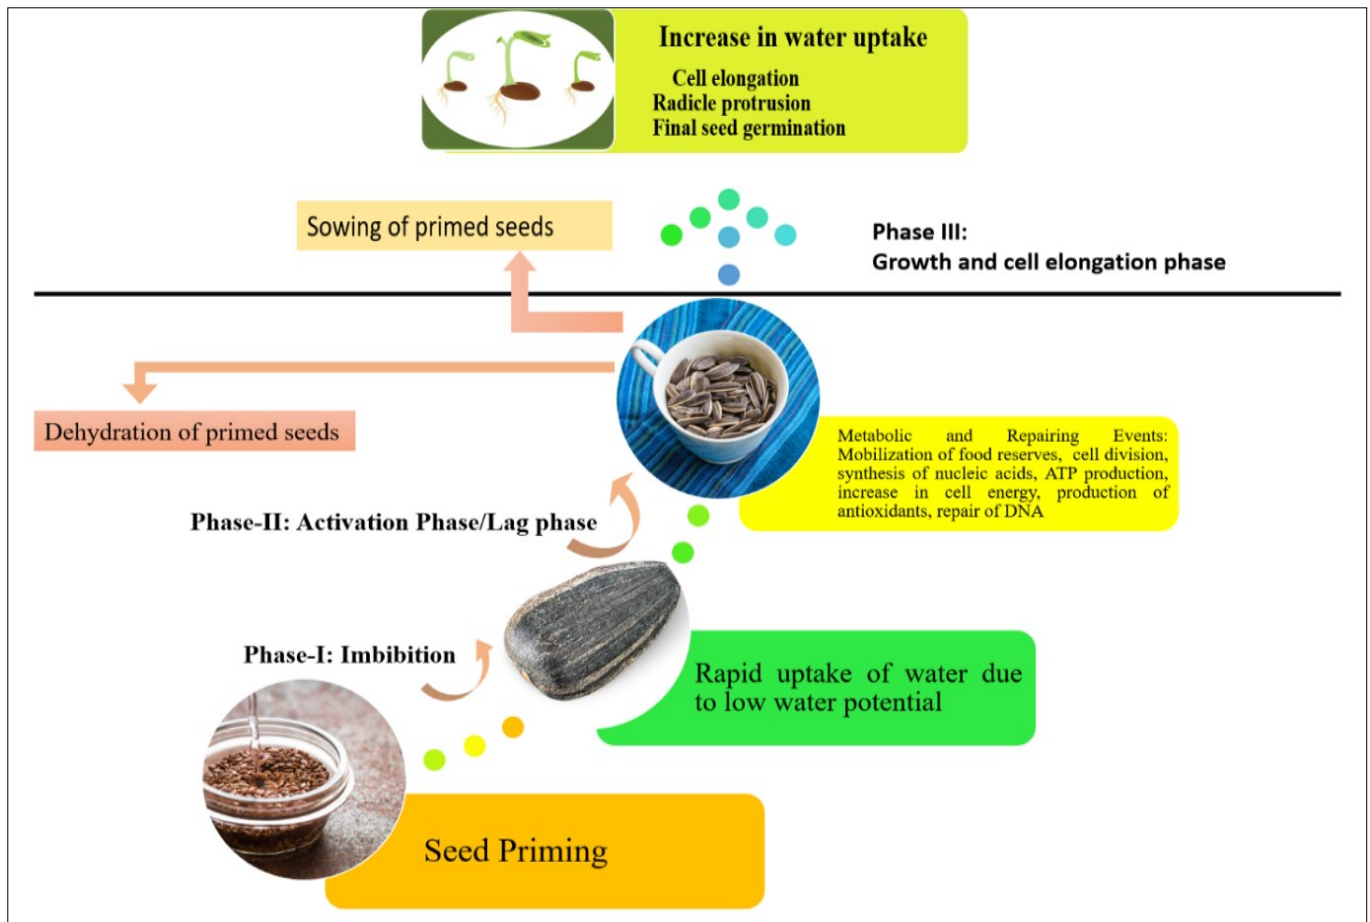 Increase in water uptake
Cell elongation
Radicle protrusion
Final seed germination
Sowing of primed seeds
Phase III:
Growth and cell elongation phase
Dehydration of primed seeds
Metabolic and Repairing Events:
Mobilization of food reserves, cell division,
synthesis of nucleic acids, ATP production,
increase in cell energy, production of
antioxidants, repair of DNA
Phase-II: Activation Phase/Lag phase
Phase-I: Imbibition
Rapid uptake of water due
to low water potential
Seed Priming